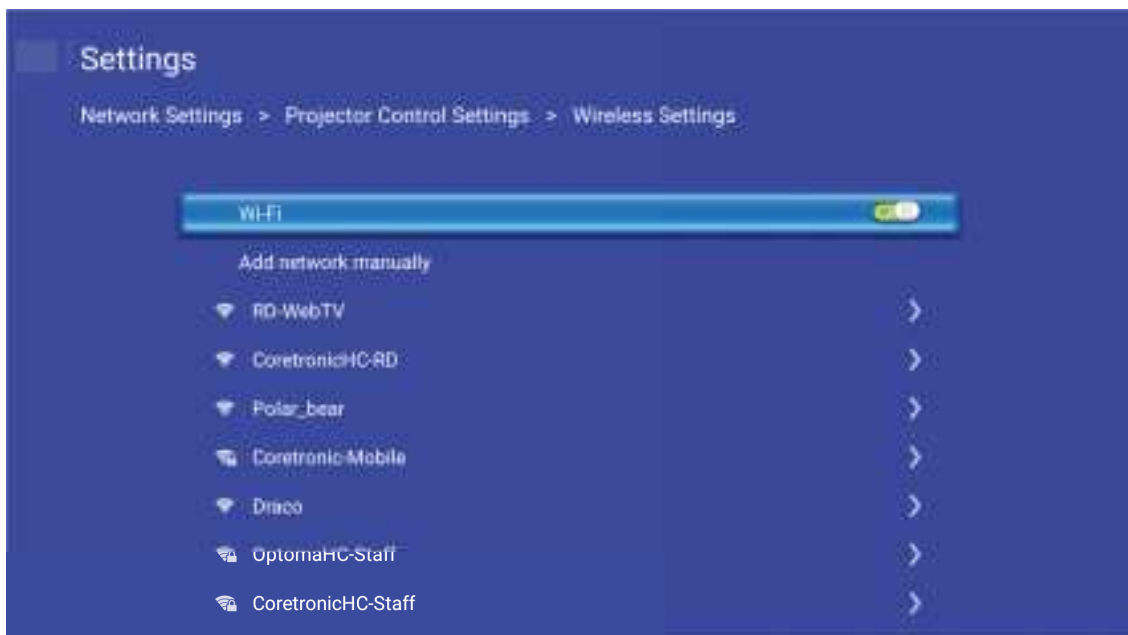 Settings
Network Settings > Projector Control Settings > Wireless Settings
Wi-Fi
Add network manually
RD-WebTV
CoretronicHC-RD
Polar_bear
Coretronic-Mobile
Draco
OptomaHC-Staff
CoretronicHC-Staff